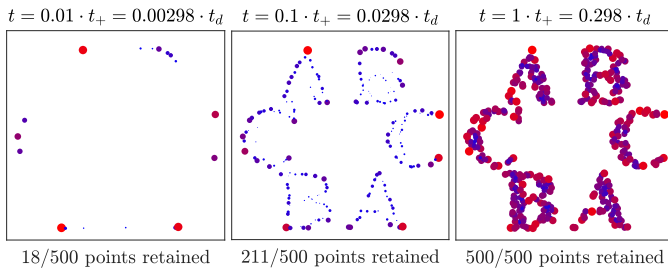 t = 0.01 · t₊ = 0.00298 · t_d
t = 0.1 · t₊ = 0.0298 · t_d
t = 1 · t₊ = 0.298 · t_d
A B
C C
B A
A B
C C
B A
18/500 points retained
211/500 points retained
500/500 points retained